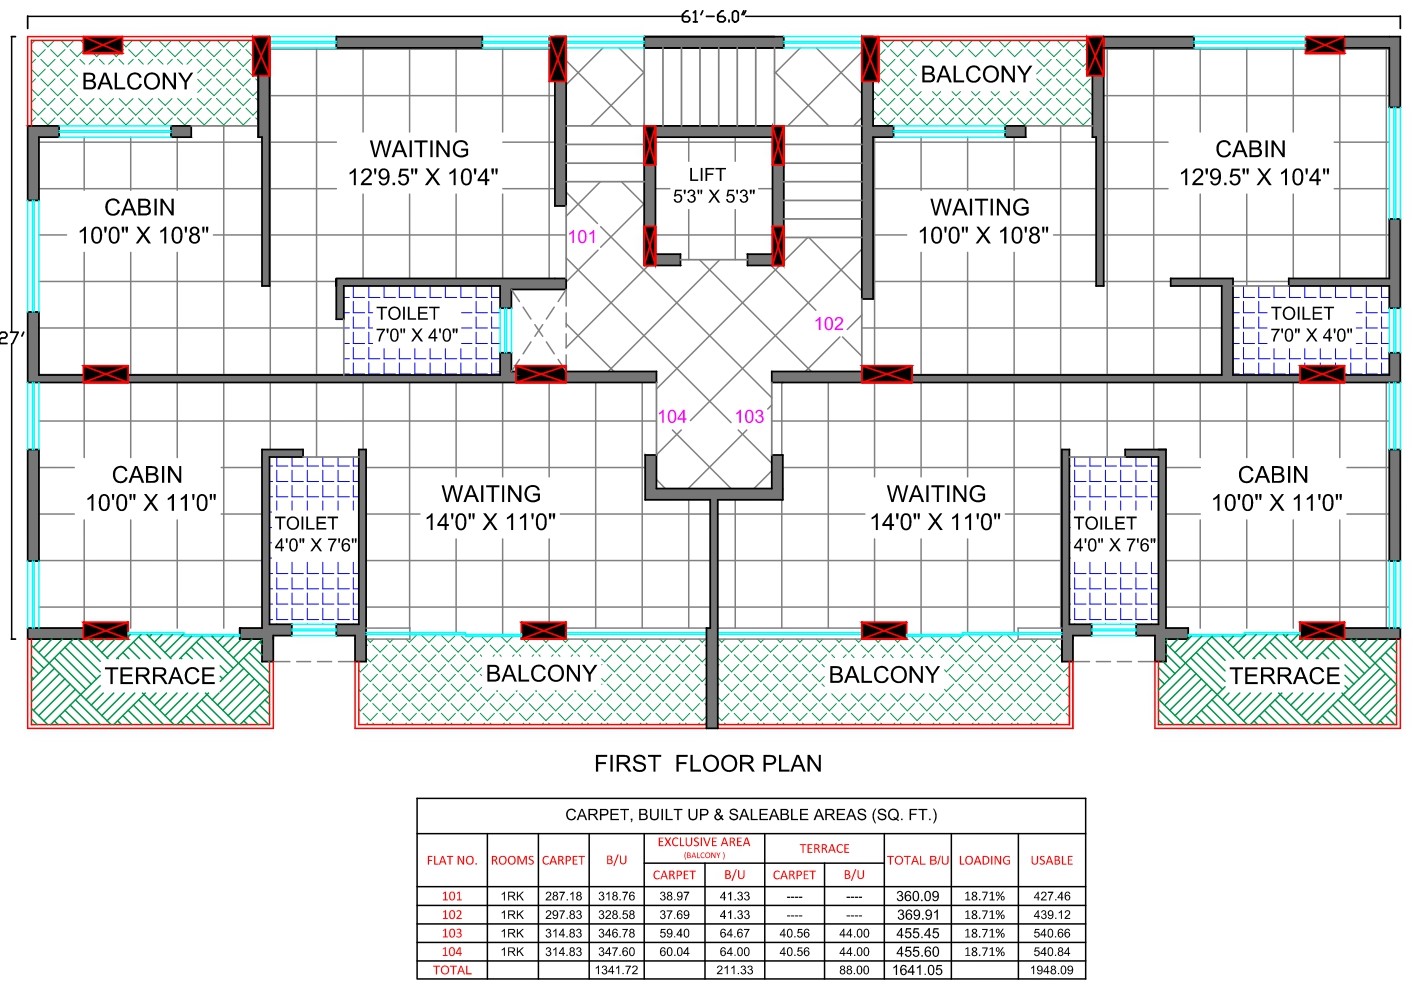 61'-6.0"
27'
BALCONY
BALCONY
WAITING
12'9.5" X 10'4"
LIFT
5'3" X 5'3"
CABIN
12'9.5" X 10'4"
CABIN
10'0" X 10'8"
WAITING
10'0" X 10'8"
101
102
TOILET
7'0" X 4'0"
TOILET
7'0" X 4'0"
104
103
CABIN
10'0" X 11'0"
WAITING
14'0" X 11'0"
WAITING
14'0" X 11'0"
CABIN
10'0" X 11'0"
TOILET
4'0" X 7'6"
TOILET
4'0" X 7'6"
TERRACE
BALCONY
BALCONY
TERRACE
FIRST FLOOR PLAN
CARPET, BUILT UP & SALEABLE AREAS (SQ. FT.)
FLAT NO. ROOMS CARPET B/U EXCLUSIVE AREA (BALCONY) TERRACE TOTAL B/U LOADING USABLE
CARPET B/U CARPET B/U
101 1RK 287.18 318.76 38.97 41.33 ---- ---- 360.09 18.71% 427.46
102 1RK 297.83 328.58 37.69 41.33 ---- ---- 369.91 18.71% 439.12
103 1RK 314.83 346.78 59.40 64.67 40.56 44.00 455.45 18.71% 540.66
104 1RK 314.83 347.60 60.04 64.00 40.56 44.00 455.60 18.71% 540.84
TOTAL 1341.72 211.33 88.00 1641.05 1948.09